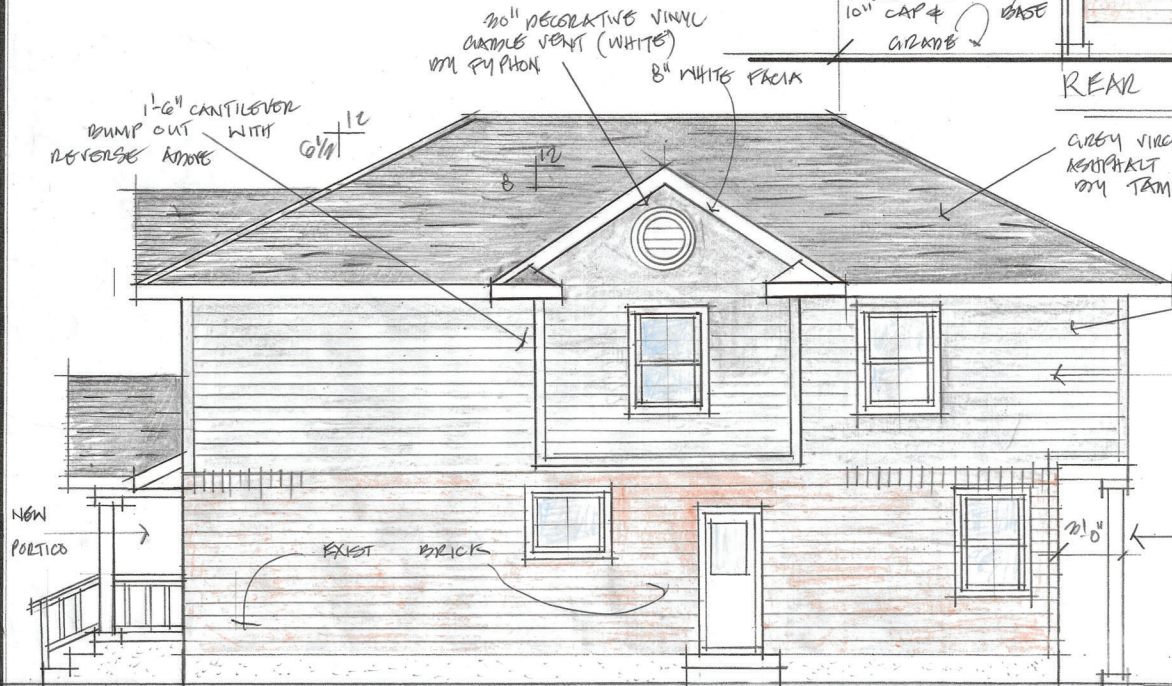 10" CAP & BASE
GRADE
REAR
30" DECORATIVE VINYL
GABLE VENT (WHITE)
BY FYPHON
8" WHITE FACIA
1'-6" CANTILEVER
BUMP OUT WITH
REVERSE ABOVE
12
6 1/2
12
8
GREY VIRG
ASHPHALT
BY TAM
NEW
PORTICO
EXIST BRICK
3'-0"